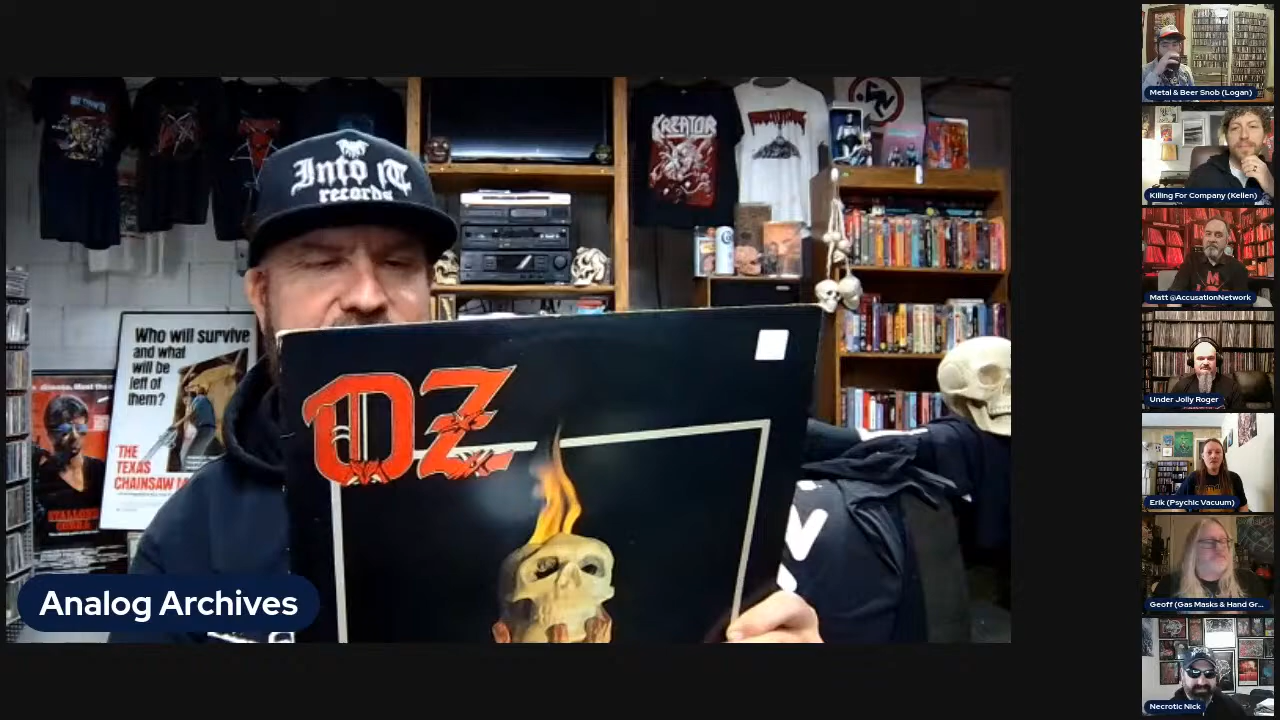 Into it
records
KREATOR
Who will survive
and what
will be
left of
them?
THE
TEXAS
CHAINSAW M
STALLONE
COBRA
OZ
Analog Archives
Metal & Beer Snob (Logan)
Killing For Company (Kellen)
Matt @AccusationNetwork
Under Jolly Roger
Erik (Psychic Vacuum)
Geoff (Gas Masks & Hand Gr...
Necrotic Nick